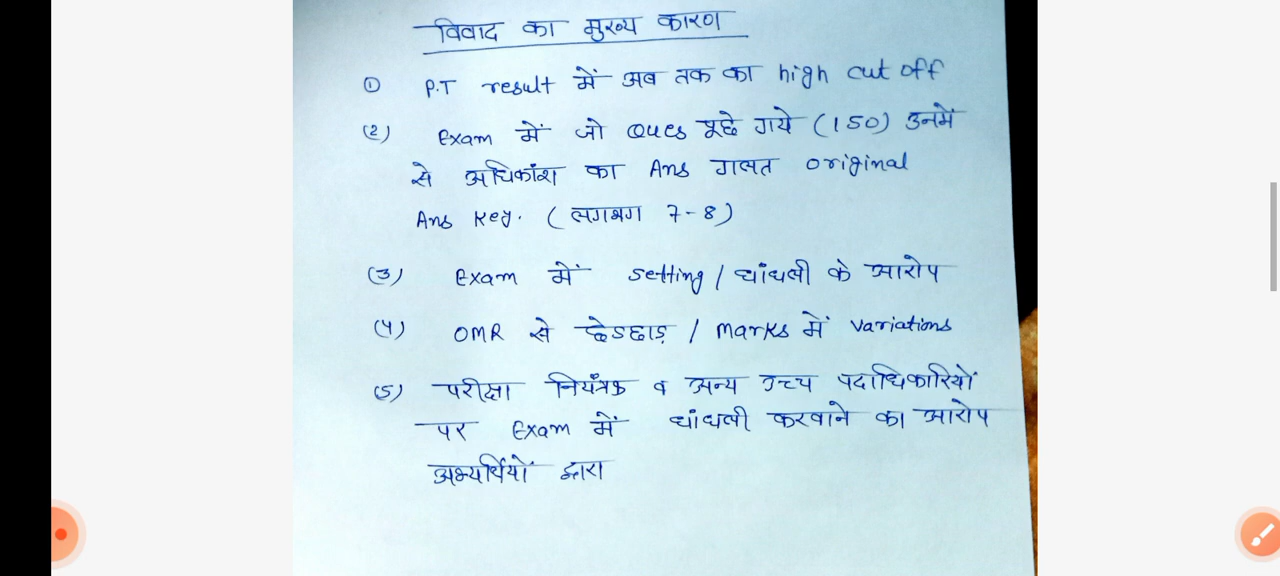 विवाद का मुख्य कारण
① P.T result में अब तक का high cut off
(2) Exam में जो Ques पूछे गये (150) उनमें
से अधिकांश का Ans गलत original
Ans Key. (लगभग 7-8)
(3) Exam में setting / धांधली के आरोप
(4) OMR से छेडछाड़ / marks में variations
(5) परीक्षा नियंत्रक व अन्य उच्च पदाधिकारियों
पर Exam में धांधली करवाने का आरोप
अभ्यर्थियों द्वारा